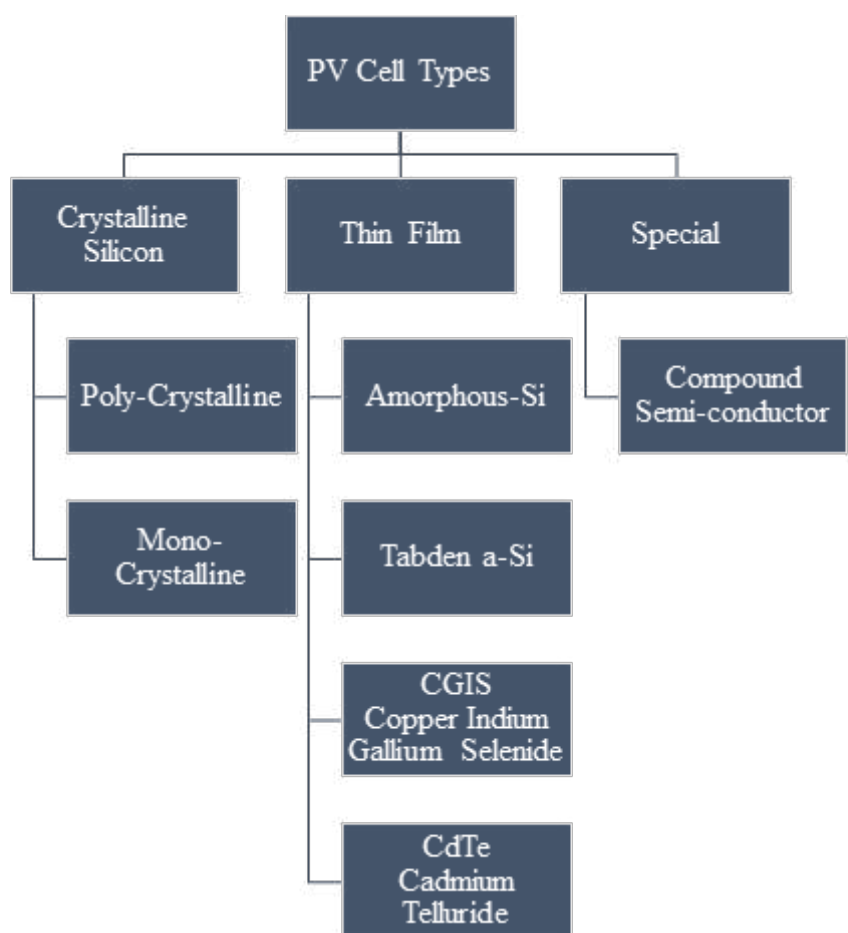 PV Cell Types
Crystalline
Silicon
Thin Film
Special
Poly-Crystalline
Amorphous-Si
Compound
Semi-conductor
Mono-
Crystalline
Tabden a-Si
CGIS
Copper Indium
Gallium Selenide
CdTe
Cadmium
Telluride